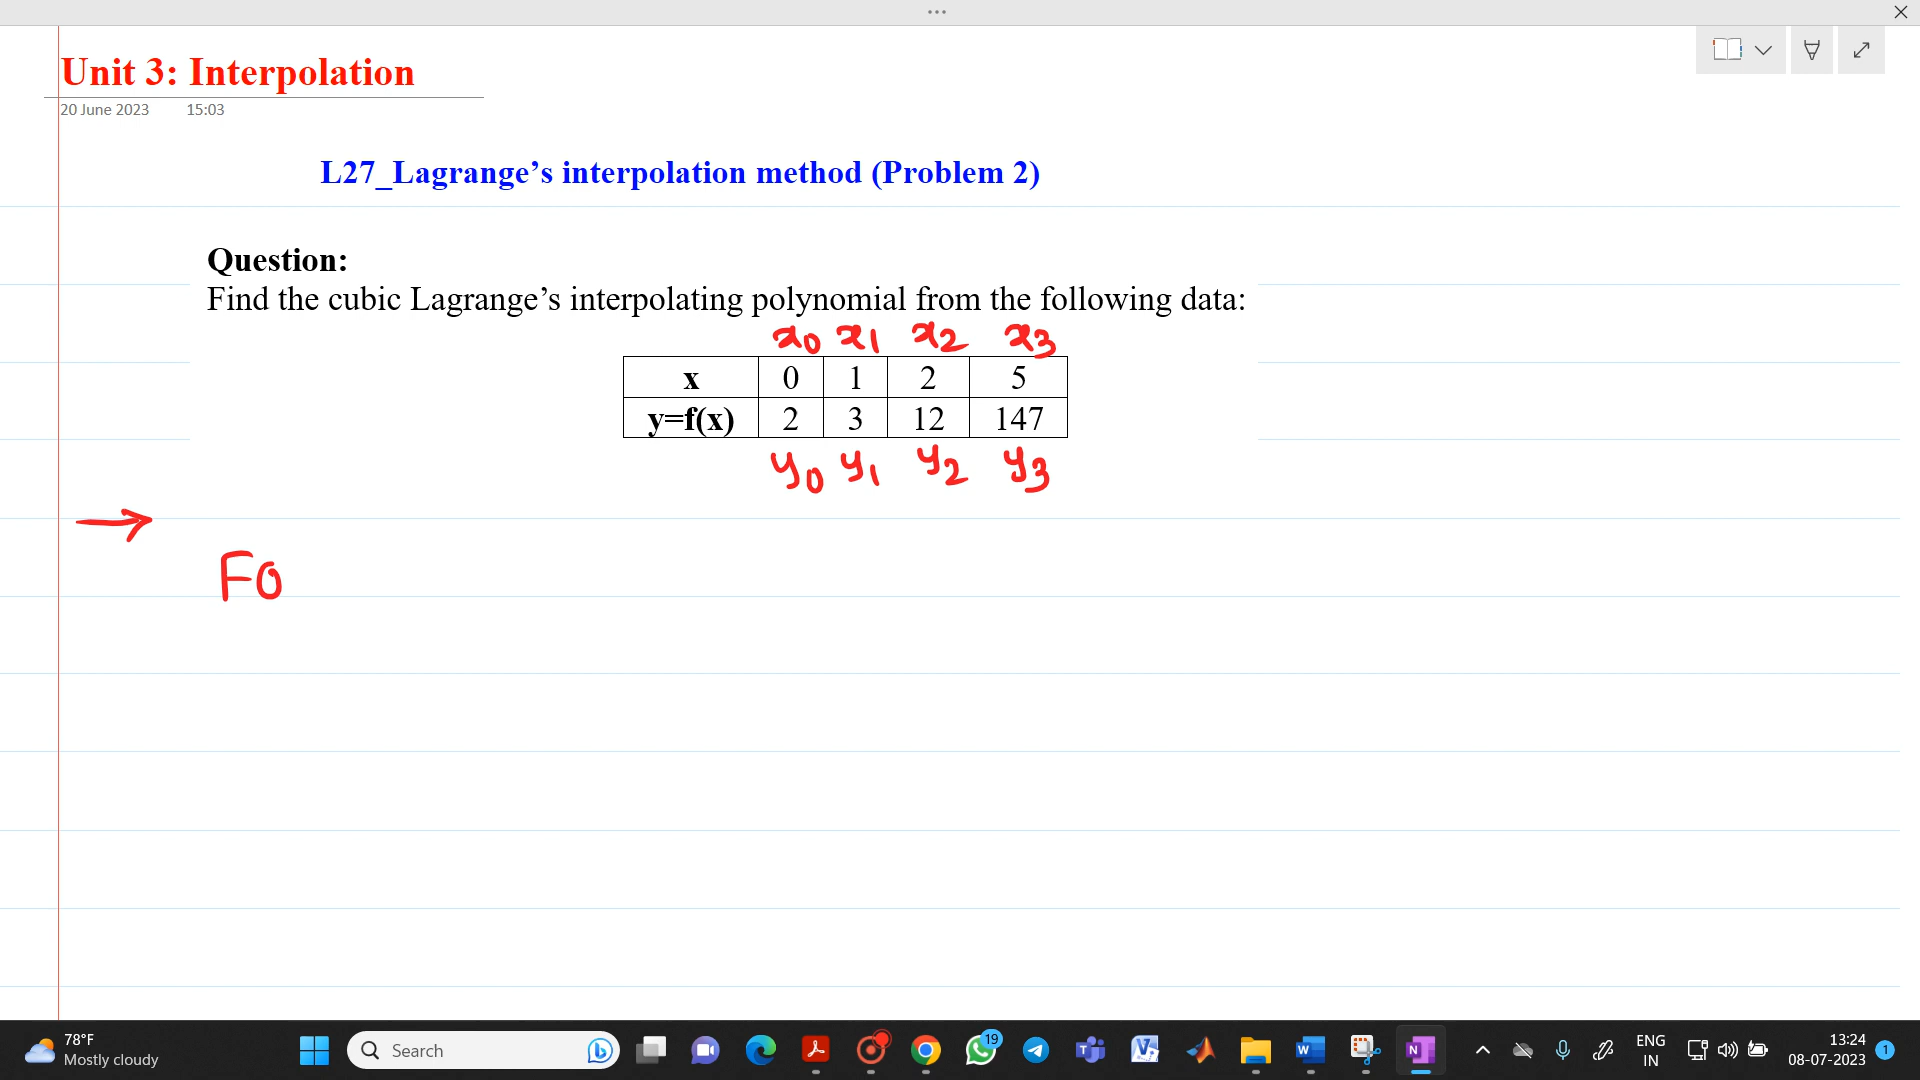 Unit 3: Interpolation
20 June 2023 15:03
L27_Lagrange’s interpolation method (Problem 2)
Question:
Find the cubic Lagrange’s interpolating polynomial from the following data:
x0 x1 x2 x3
x 0 1 2 5
y=f(x) 2 3 12 147
y0 y1 y2 y3
→
Fo
78°F
Mostly cloudy
Search
19
ENG
IN
13:24
08-07-2023
1